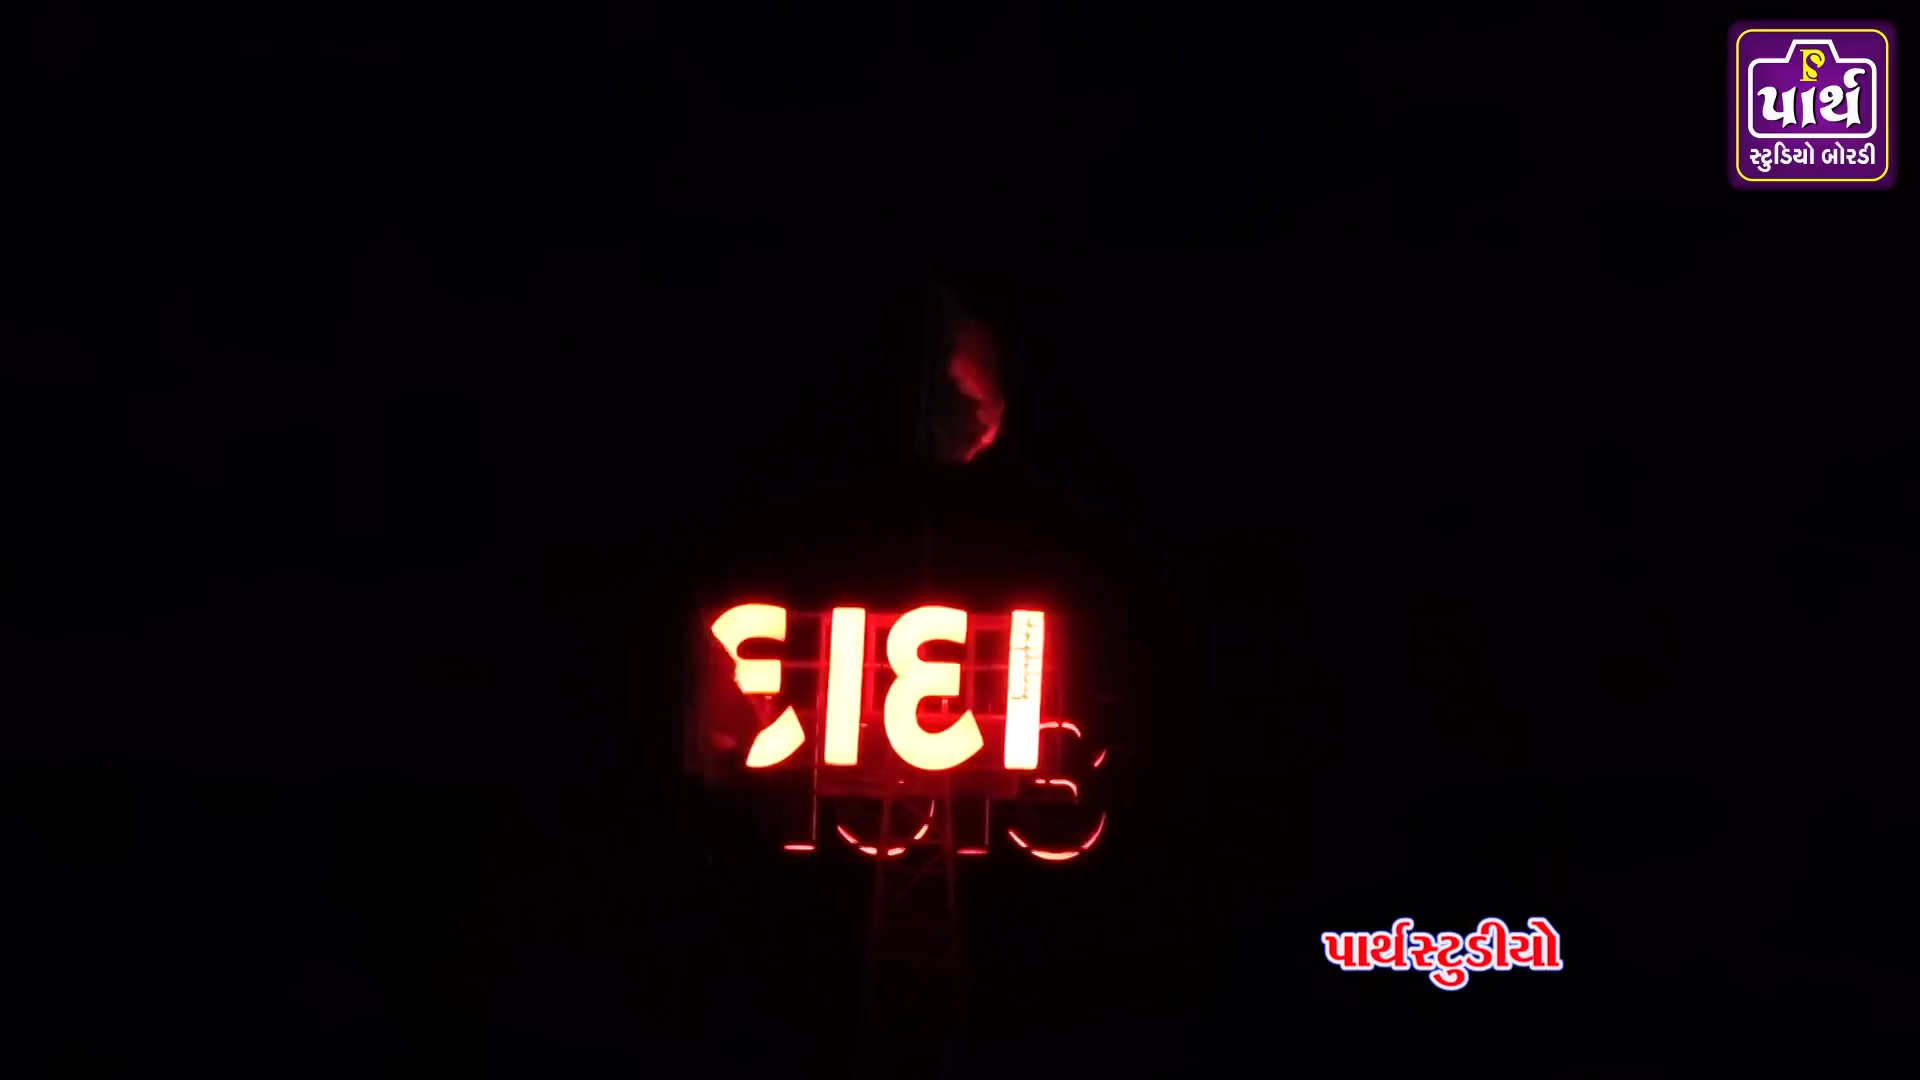 પાર્થ
સ્ટુડિયો બોરડી
દાદા
પાર્થસ્ટુડીયો